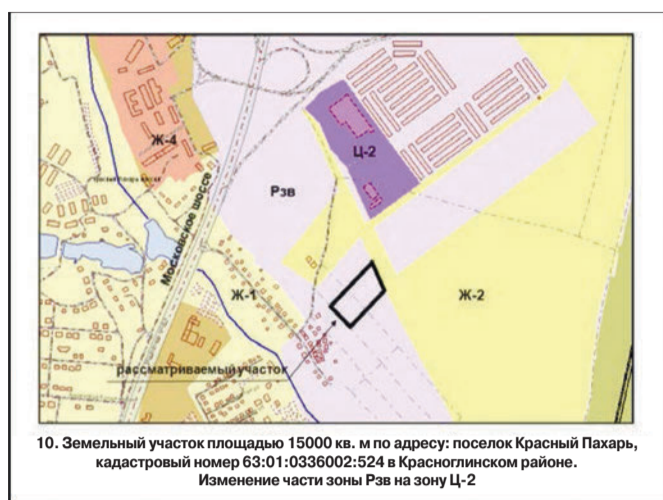 Ж-4
Ц-2
Рзв
Московское шоссе
Ж-1
Ж-2
рассматриваемый участок
10. Земельный участок площадью 15000 кв. м по адресу: поселок Красный Пахарь,
кадастровый номер 63:01:0336002:524 в Красноглинском районе.
Изменение части зоны Рзв на зону Ц-2